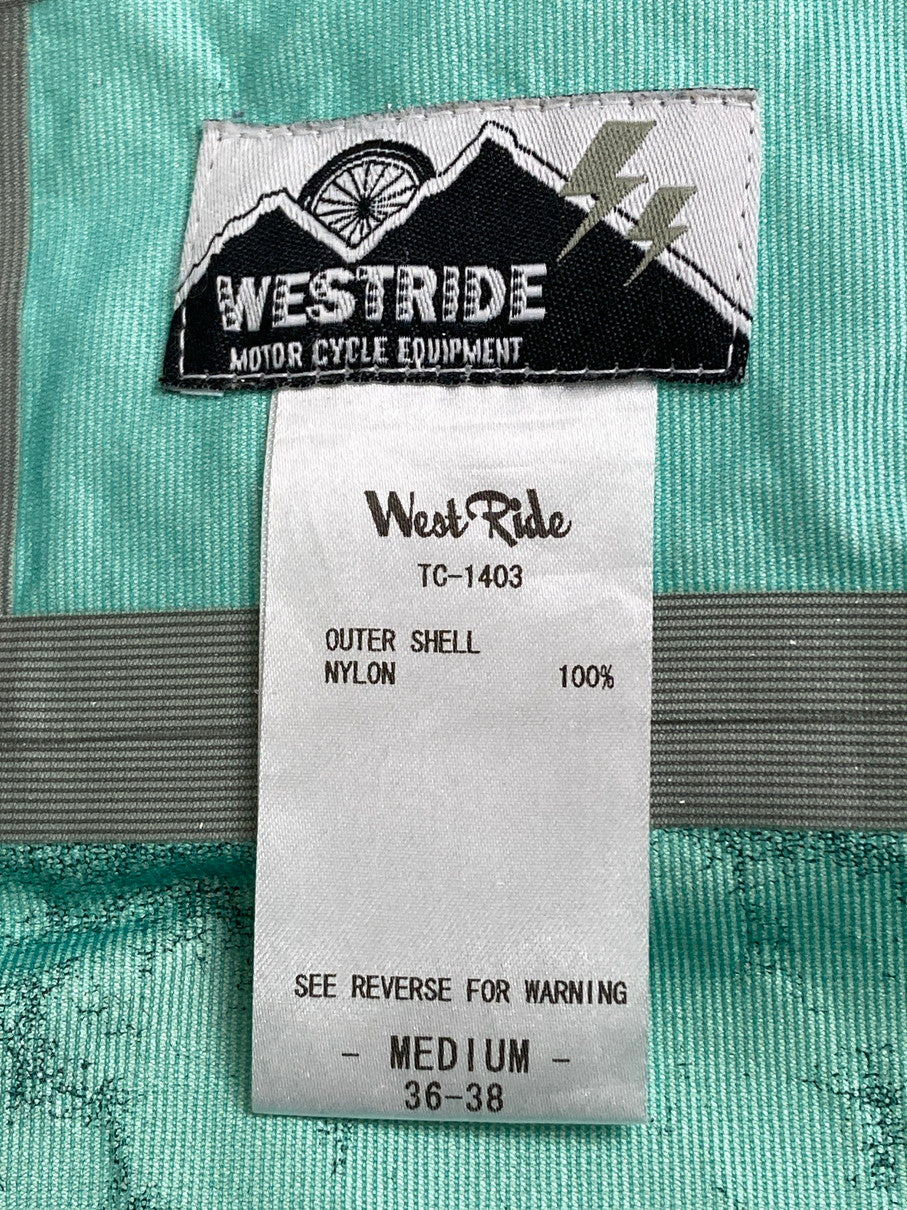 WESTRIDE
MOTOR CYCLE EQUIPMENT
West Ride
TC-1403
OUTER SHELL
NYLON 100%
SEE REVERSE FOR WARNING
- MEDIUM -
36-38